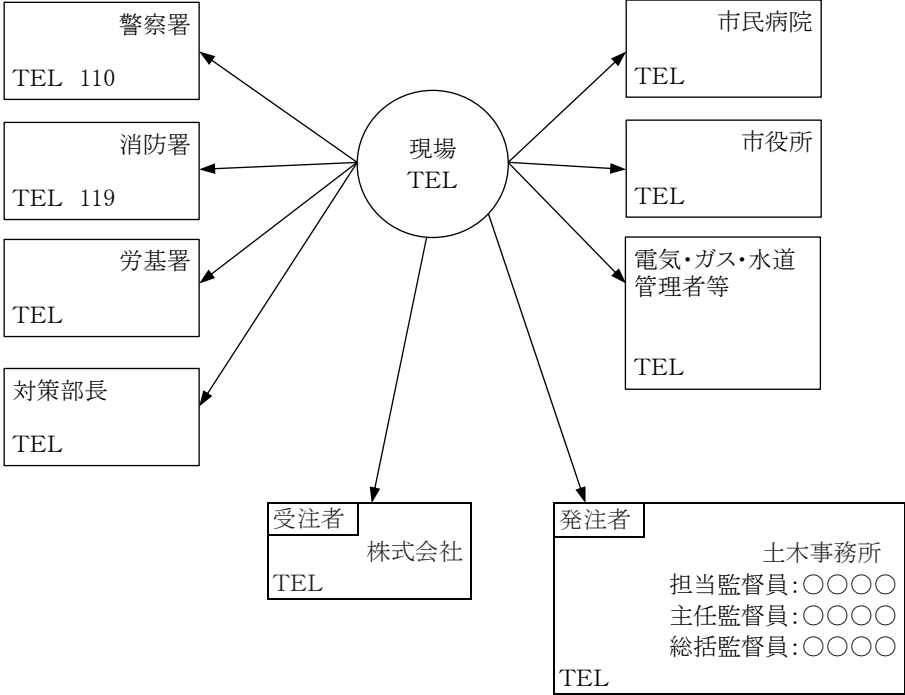 警察署
TEL 110
消防署
TEL 119
労基署
TEL
対策部長
TEL
現場
TEL
市民病院
TEL
市役所
TEL
電気・ガス・水道
管理者等
TEL
受注者
株式会社
TEL
発注者
土木事務所
担当監督員:○○○○
主任監督員:○○○○
総括監督員:○○○○
TEL